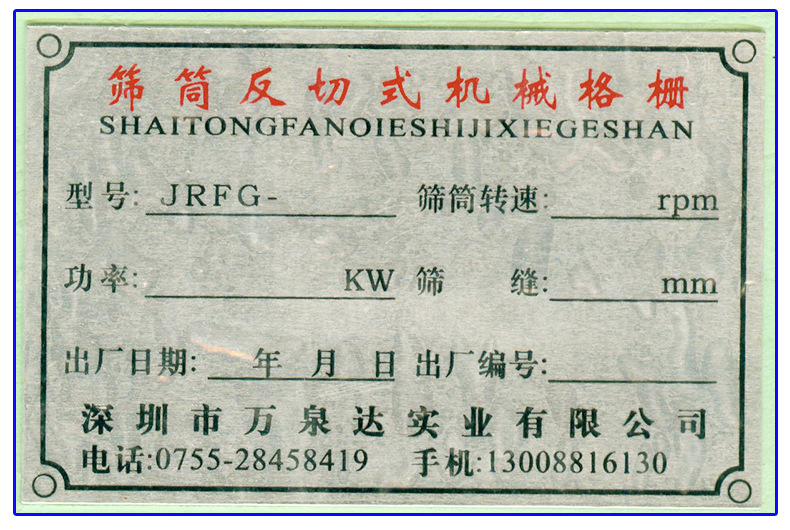 筛筒反切式机械格栅
SHAITONGFANOIESHIJIXIEGESHAN
型号: JRFG- 筛筒转速: rpm
功率: KW 筛 缝: mm
出厂日期: 年 月 日 出厂编号:
深圳市万泉达实业有限公司
电话:0755-28458419 手机:13008816130